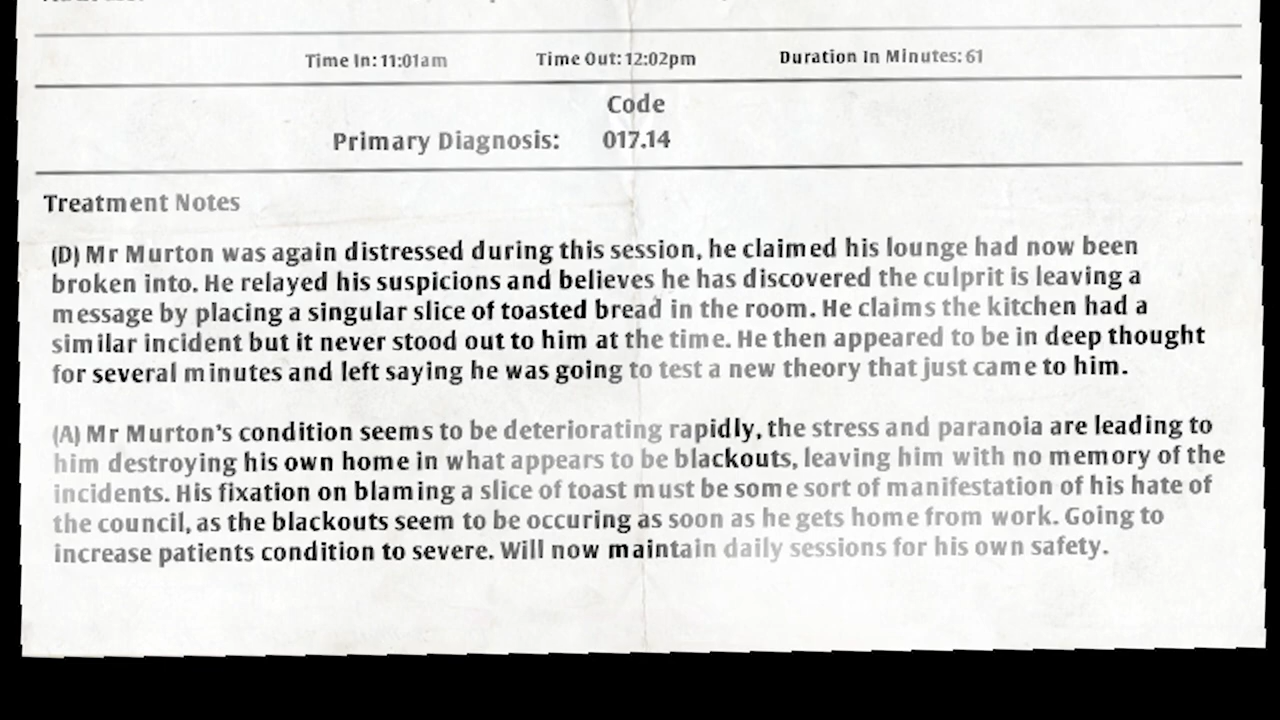 Time In: 11:01am Time Out: 12:02pm Duration In Minutes: 61
Code
Primary Diagnosis: 017.14
Treatment Notes
(D) Mr Murton was again distressed during this session, he claimed his lounge had now been
broken into. He relayed his suspicions and believes he has discovered the culprit is leaving a
message by placing a singular slice of toasted bread in the room. He claims the kitchen had a
similar incident but it never stood out to him at the time. He then appeared to be in deep thought
for several minutes and left saying he was going to test a new theory that just came to him.
(A) Mr Murton's condition seems to be deteriorating rapidly, the stress and paranoia are leading to
him destroying his own home in what appears to be blackouts, leaving him with no memory of the
incidents. His fixation on blaming a slice of toast must be some sort of manifestation of his hate of
the council, as the blackouts seem to be occuring as soon as he gets home from work. Going to
increase patients condition to severe. Will now maintain daily sessions for his own safety.